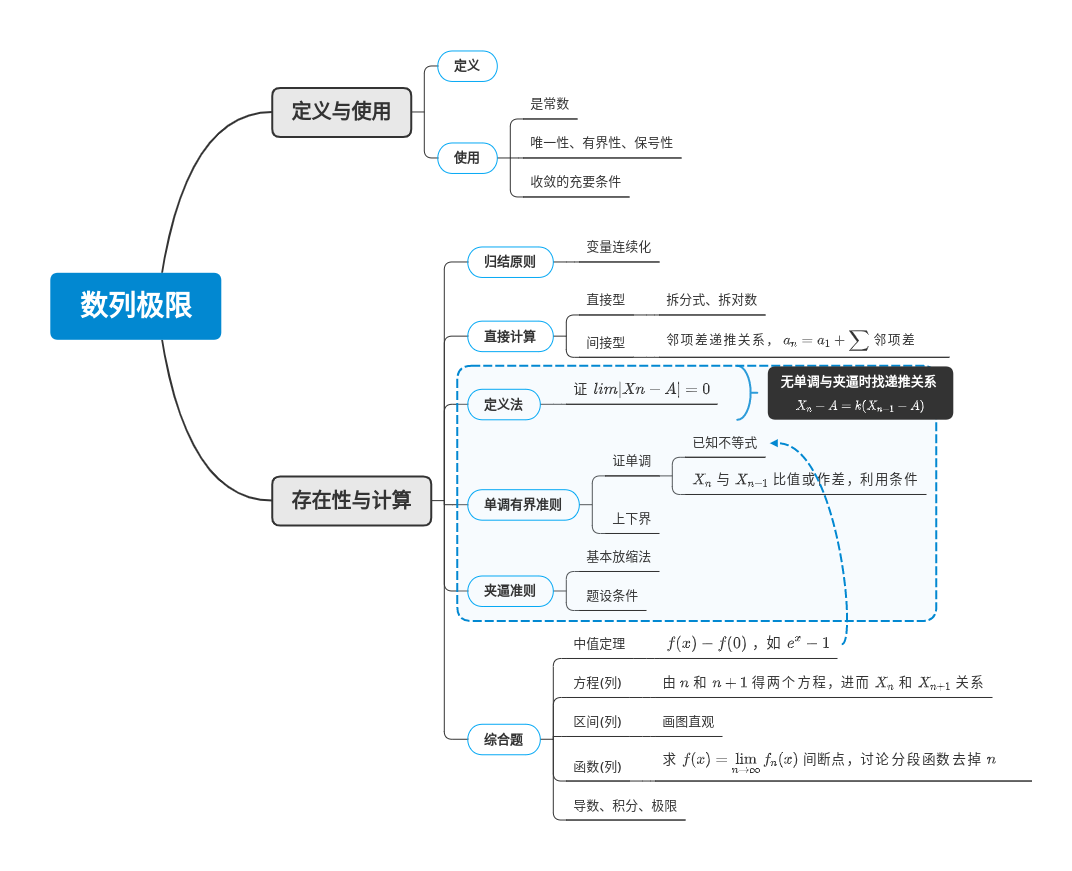 数列极限
定义与使用
定义
使用
是常数
唯一性、有界性、保号性
收敛的充要条件
存在性与计算
归结原则
变量连续化
直接计算
直接型
拆分式、拆对数
间接型
邻项差递推关系， $a_n = a_1 + \sum$ 邻项差
定义法
证 $lim|Xn - A| = 0$
无单调与夹逼时找递推关系
$X_n - A = k(X_{n-1} - A)$
单调有界准则
证单调
已知不等式
$X_n$ 与 $X_{n-1}$ 比值或作差，利用条件
上下界
夹逼准则
基本放缩法
题设条件
综合题
中值定理
$f(x) - f(0)$ ，如 $e^x - 1$
方程(列)
由 $n$ 和 $n + 1$ 得两个方程，进而 $X_n$ 和 $X_{n+1}$ 关系
区间(列)
画图直观
函数(列)
求 $f(x) = \lim_{n \to \infty} f_n(x)$ 间断点，讨论分段函数去掉 $n$
导数、积分、极限